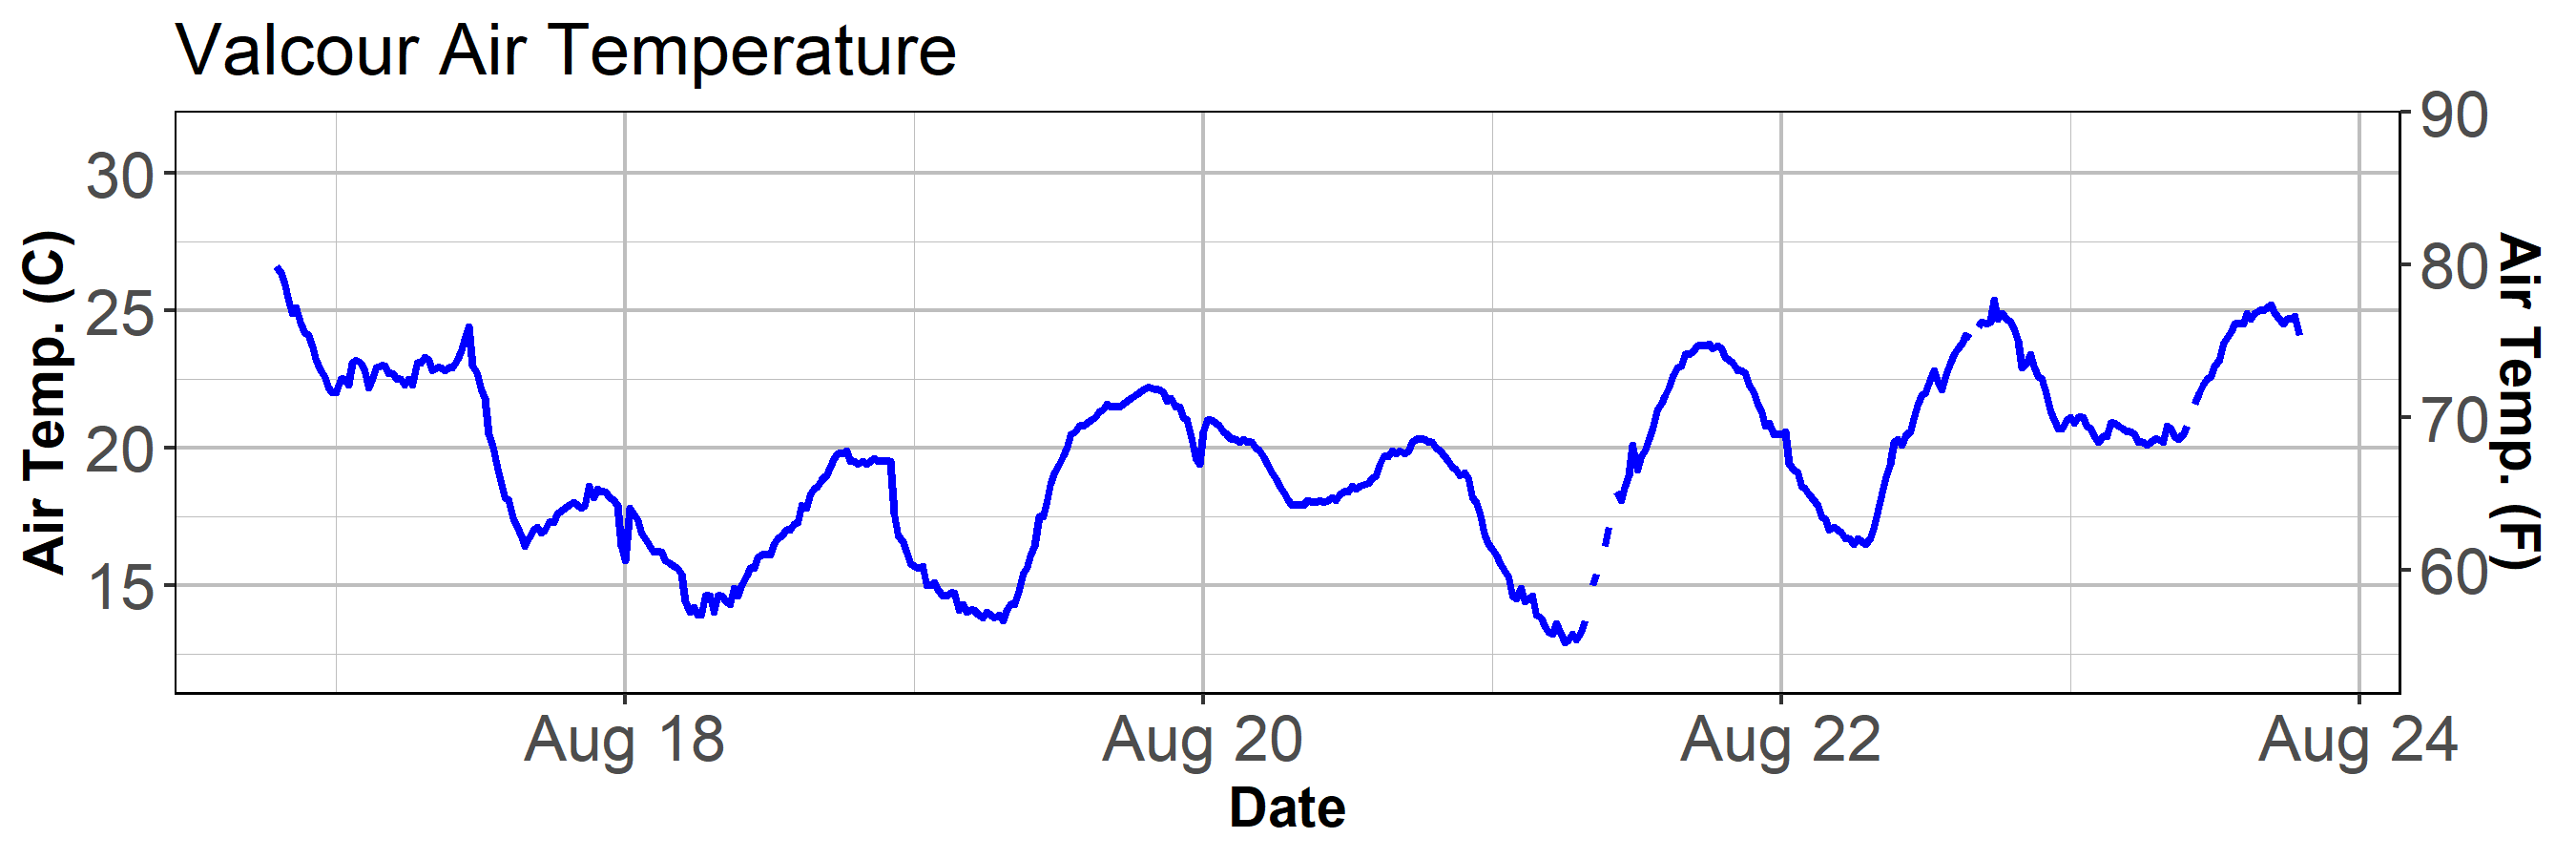 Valcour Air Temperature
Air Temp. (C)
30
25
20
15
90
80
70
60
Air Temp. (F)
Aug 18
Aug 20
Aug 22
Aug 24
Date